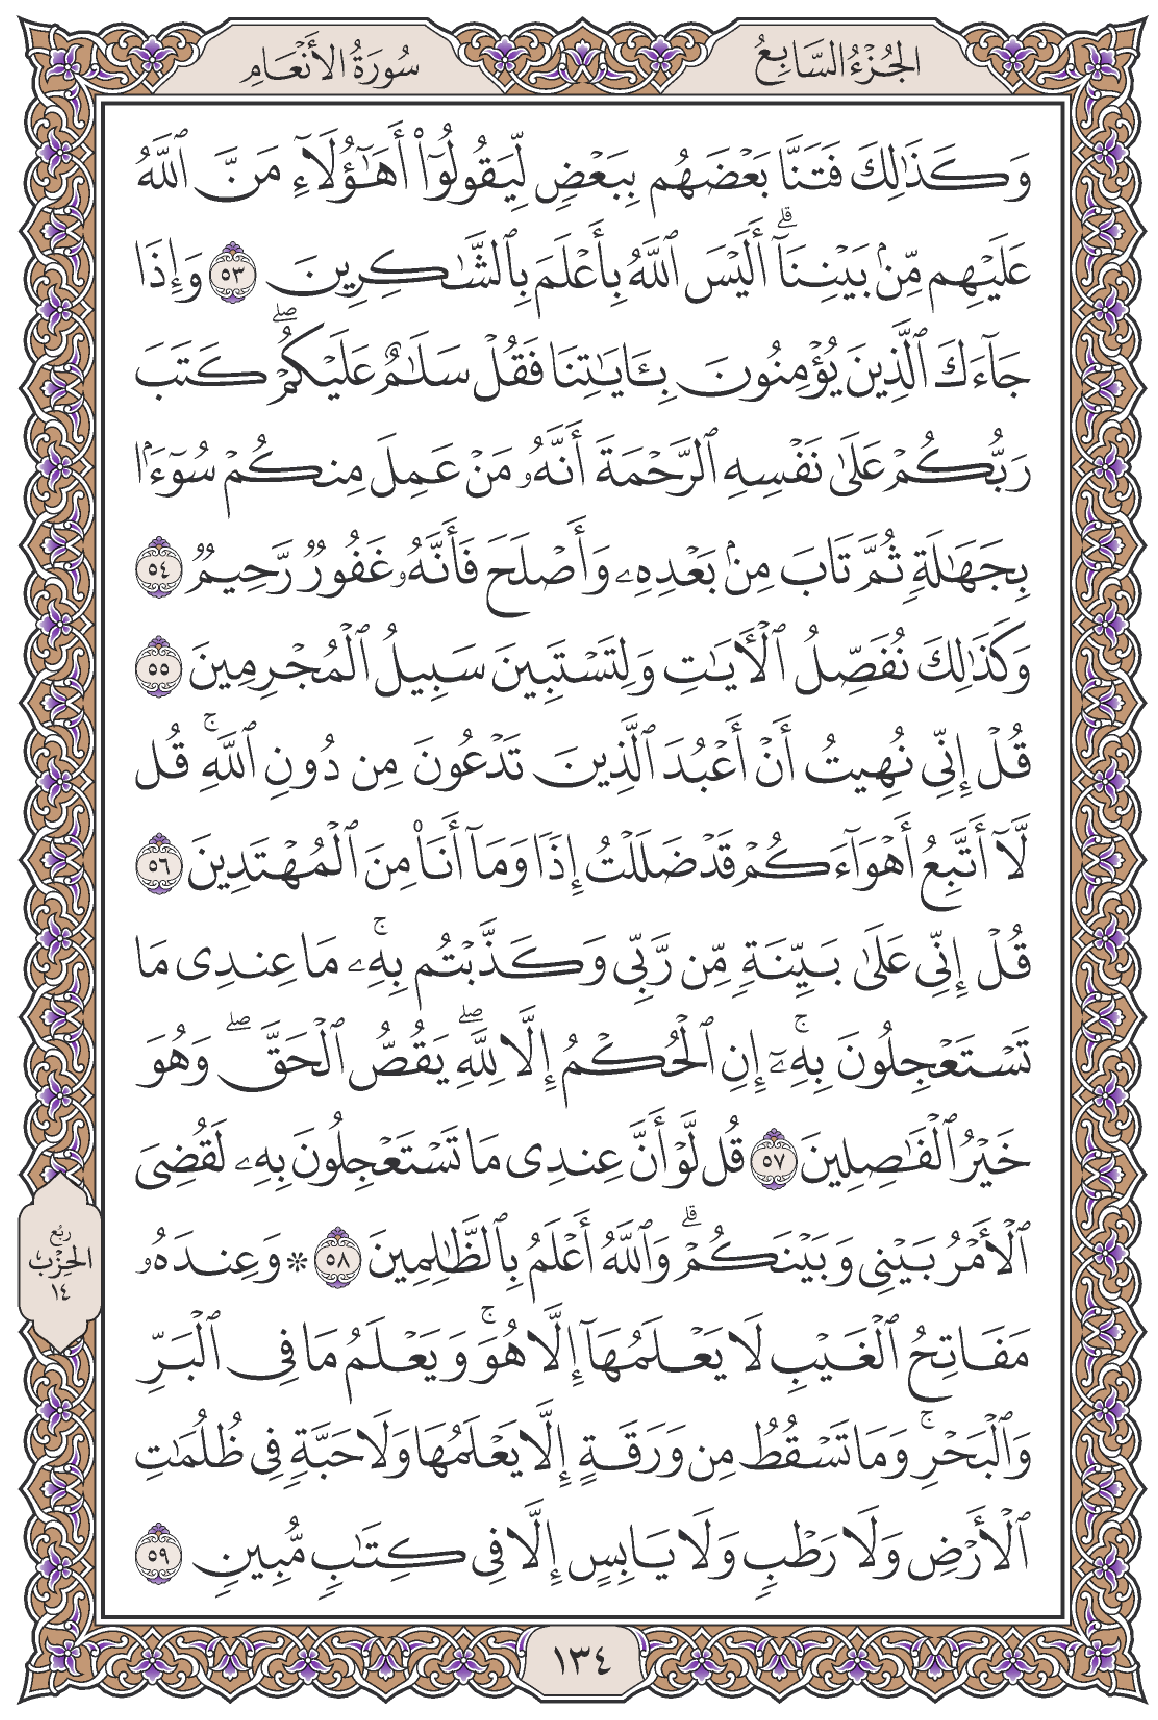 الجُزْءُ السَّابِعُ
سُورَةُ الأَنْعَامِ
وَكَذَٰلِكَ فَتَنَّا بَعْضَهُم بِبَعْضٍ لِّيَقُولُوٓاْ أَهَٰٓؤُلَآءِ مَنَّ ٱللَّهُ
عَلَيْهِم مِّنۢ بَيْنِنَآۗ أَلَيْسَ ٱللَّهُ بِأَعْلَمَ بِٱلشَّٰكِرِينَ ٥٣ وَإِذَا
جَآءَكَ ٱلَّذِينَ يُؤْمِنُونَ بِـَٔايَٰتِنَا فَقُلْ سَلَٰمٌ عَلَيْكُمْۖ كَتَبَ
رَبُّكُمْ عَلَىٰ نَفْسِهِ ٱلرَّحْمَةَ أَنَّهُۥ مَنْ عَمِلَ مِنكُمْ سُوٓءَۢا
بِجَهَٰلَةٖ ثُمَّ تَابَ مِنۢ بَعْدِهِۦ وَأَصْلَحَ فَأَنَّهُۥ غَفُورٞ رَّحِيمٞ ٥٤
وَكَذَٰلِكَ نُفَصِّلُ ٱلْأٓيَٰتِ وَلِتَسْتَبِينَ سَبِيلُ ٱلْمُجْرِمِينَ ٥٥
قُلْ إِنِّي نُهِيتُ أَنْ أَعْبُدَ ٱلَّذِينَ تَدْعُونَ مِن دُونِ ٱللَّهِۚ قُل
لَّآ أَتَّبِعُ أَهْوَآءَكُمْ قَدْ ضَلَلْتُ إِذٗا وَمَآ أَنَا۠ مِنَ ٱلْمُهْتَدِينَ ٥٦
قُلْ إِنِّي عَلَىٰ بَيِّنَةٖ مِّن رَّبِّي وَكَذَّبْتُم بِهِۦۚ مَا عِندِي مَا
تَسْتَعْجِلُونَ بِهِۦٓۚ إِنِ ٱلْحُكْمُ إِلَّا لِلَّهِۖ يَقُصُّ ٱلْحَقَّۖ وَهُوَ
خَيْرُ ٱلْفَٰصِلِينَ ٥٧ قُل لَّوْ أَنَّ عِندِي مَا تَسْتَعْجِلُونَ بِهِۦ لَقُضِيَ
ٱلْأَمْرُ بَيْنِي وَبَيْنَكُمْۗ وَٱللَّهُ أَعْلَمُ بِٱلظَّٰلِمِينَ ٥٨ ۞ وَعِندَهُۥ
مَفَاتِحُ ٱلْغَيْبِ لَا يَعْلَمُهَآ إِلَّا هُوَۚ وَيَعْلَمُ مَا فِي ٱلْبَرِّ
وَٱلْبَحْرِۚ وَمَا تَسْقُطُ مِن وَرَقَةٍ إِلَّا يَعْلَمُهَا وَلَا حَبَّةٖ فِي ظُلُمَٰتِ
ٱلْأَرْضِ وَلَا رَطْبٖ وَلَا يَابِسٍ إِلَّا فِي كِتَٰبٖ مُّبِينٖ ٥٩
رُبُع
الحِزْب
١٤
١٣٤